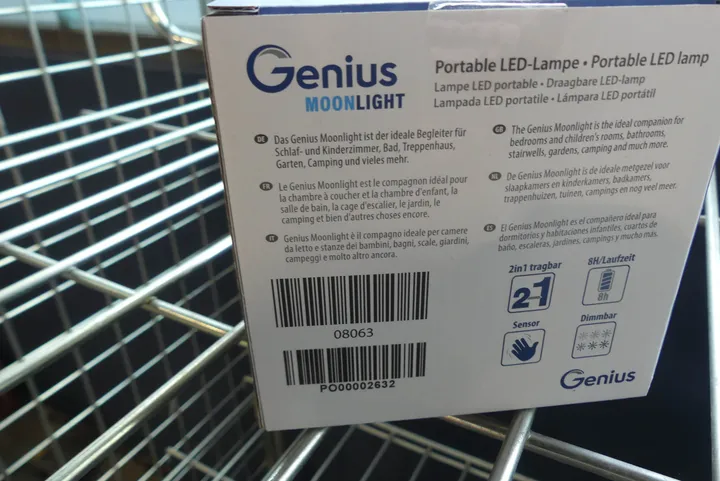 Genius
MOONLIGHT
Portable LED-Lampe • Portable LED lamp
Lampe LED portable • Draagbare LED-lamp
Lampada LED portatile • Lámpara LED portátil
DE Das Genius Moonlight ist der ideale Begleiter für
Schlaf- und Kinderzimmer, Bad, Treppenhaus,
Garten, Camping und vieles mehr.
FR Le Genius Moonlight est le compagnon idéal pour
la chambre à coucher et la chambre d'enfant, la
salle de bain, la cage d'escalier, le jardin, le
camping et bien d'autres choses encore.
IT Genius Moonlight è il compagno ideale per camere
da letto e stanze dei bambini, bagni, scale, giardini,
campeggi e molto altro ancora.
GB The Genius Moonlight is the ideal companion for
bedrooms and children's rooms, bathrooms,
stairwells, gardens, camping and much more.
NL De Genius Moonlight is de ideale metgezel voor
slaapkamers en kinderkamers, badkamers,
trappenhuizen, tuinen, campings en nog veel meer.
ES El Genius Moonlight es el compañero ideal para
dormitorios y habitaciones infantiles, cuartos de
baño, escaleras, jardines, campings y mucho más.
2in1 tragbar
8H/Laufzeit
2-1
8h
Sensor
Dimmbar
08063
PO00002632
Genius